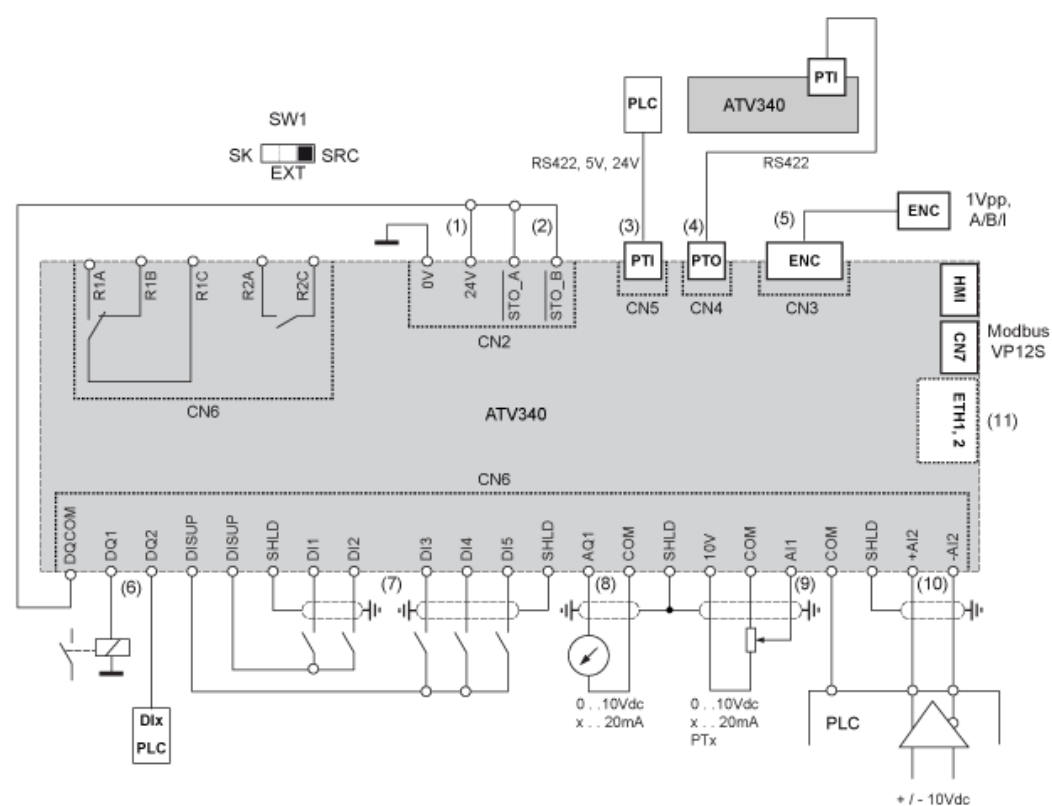 PTI
PLC
ATV340
SW1
SK SRC
EXT
RS422, 5V, 24V
RS422
1Vpp,
A/B/I
ENC
(1)
(2)
(3)
(4)
(5)
R1A
R1B
R1C
R2A
R2C
0V
24V
STO_A
STO_B
PTI
PTO
ENC
HMI
CN5
CN4
CN3
CN2
CN7
Modbus
VP12S
CN6
ATV340
ETH1, 2
(11)
CN6
DQCOM
DQ1
DQ2
DISUP
DISUP
SHLD
DI1
DI2
DI3
DI4
DI5
SHLD
AQ1
COM
SHLD
10V
COM
AI1
COM
SHLD
+AI2
-AI2
(6)
(7)
(8)
(9)
(10)
DIx
PLC
0 . .10Vdc
x . . 20mA
0 . .10Vdc
x . . 20mA
PTx
PLC
+ / - 10Vdc